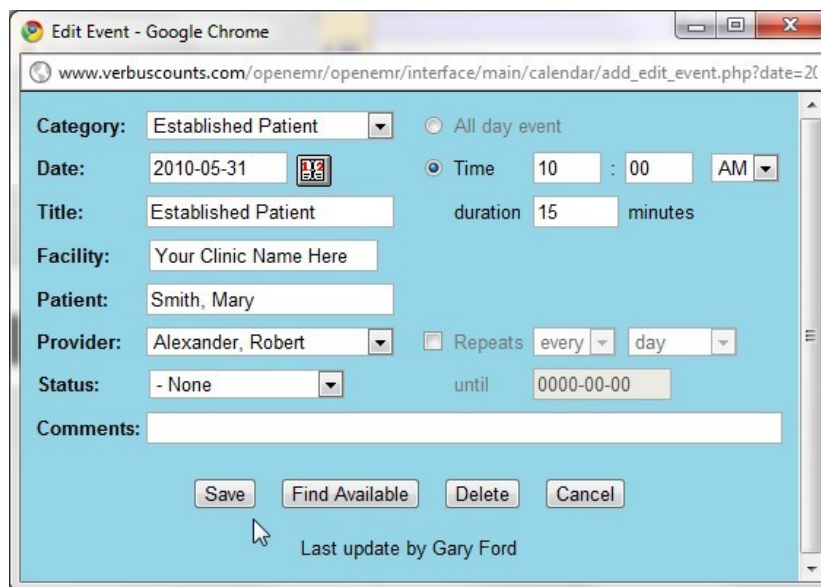 Edit Event - Google Chrome
www.verbuscounts.com/openemr/openemr/interface/main/calendar/add_edit_event.php?date=20
Category: Established Patient All day event
Date: 2010-05-31 Time 10 : 00 AM
Title: Established Patient duration 15 minutes
Facility: Your Clinic Name Here
Patient: Smith, Mary
Provider: Alexander, Robert Repeats every day
Status: - None until 0000-00-00
Comments:
Save Find Available Delete Cancel
Last update by Gary Ford